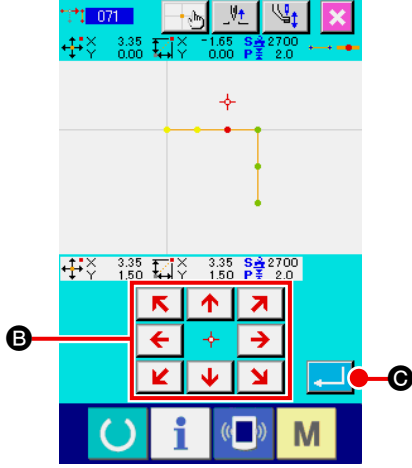 071
X 3.35 X -1.65 S 2700
Y 0.00 Y 0.00 P 2.0
X 3.35 X 3.35 S 2700
Y 1.50 Y 1.50 P 2.0
B
C
i M